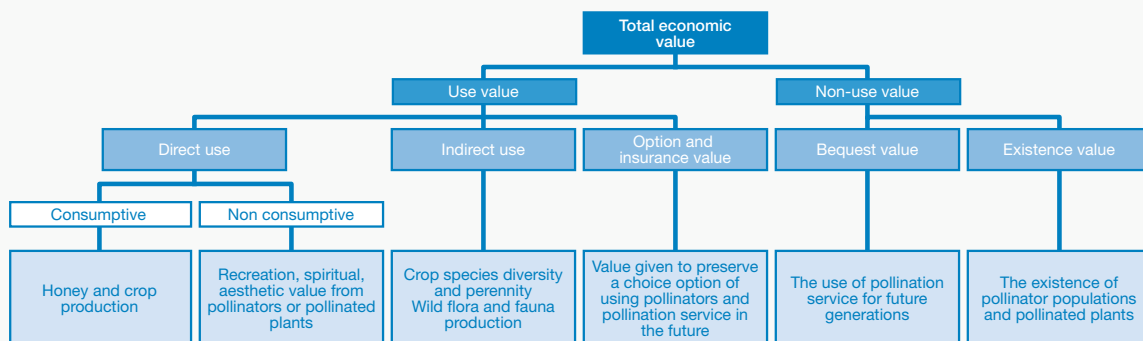 Total economic
value
Use value
Non-use value
Direct use
Indirect use
Option and
insurance value
Bequest value
Existence value
Consumptive
Non consumptive
Honey and crop
production
Recreation, spiritual,
aesthetic value from
pollinators or pollinated
plants
Crop species diversity
and perennity
Wild flora and fauna
production
Value given to preserve
a choice option of
using pollinators and
pollination service in
the future
The use of pollination
service for future
generations
The existence of
pollinator populations
and pollinated plants